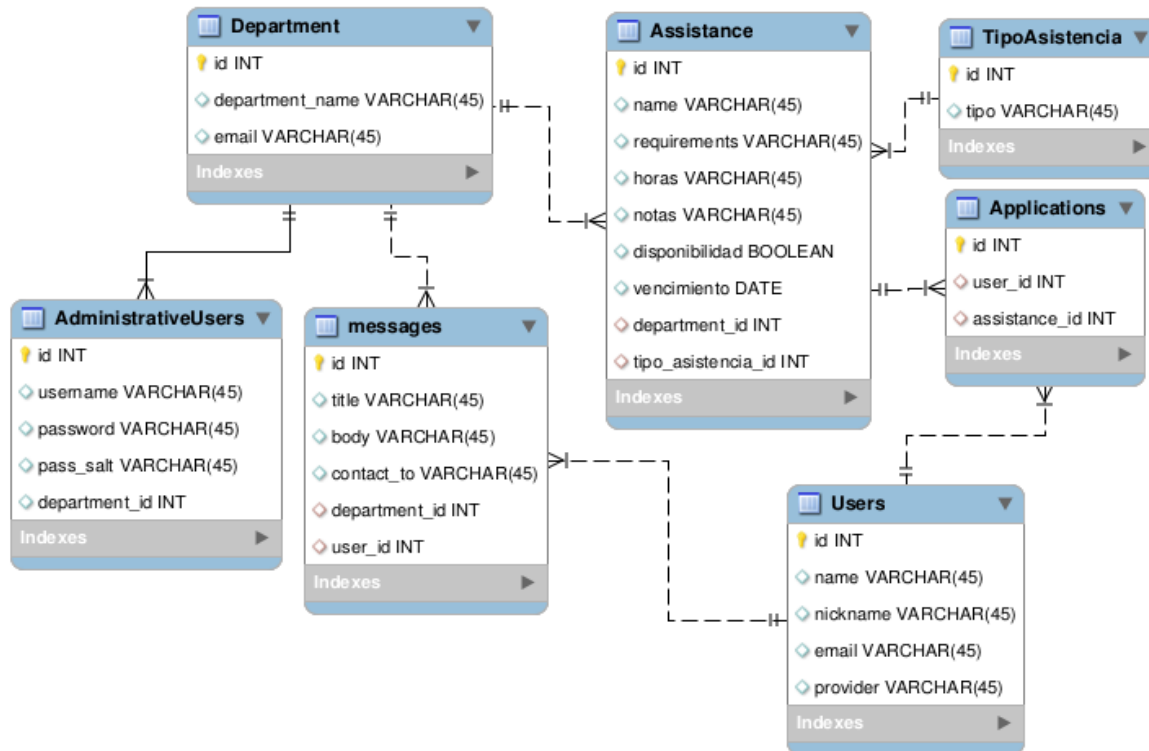 Department
id INT
department_name VARCHAR(45)
email VARCHAR(45)
Indexes
Assistance
id INT
name VARCHAR(45)
requirements VARCHAR(45)
horas VARCHAR(45)
notas VARCHAR(45)
disponibilidad BOOLEAN
vencimiento DATE
department_id INT
tipo_asistencia_id INT
Indexes
TipoAsistencia
id INT
tipo VARCHAR(45)
Indexes
Applications
id INT
user_id INT
assistance_id INT
Indexes
AdministrativeUsers
id INT
username VARCHAR(45)
password VARCHAR(45)
pass_salt VARCHAR(45)
department_id INT
Indexes
messages
id INT
title VARCHAR(45)
body VARCHAR(45)
contact_to VARCHAR(45)
department_id INT
user_id INT
Indexes
Users
id INT
name VARCHAR(45)
nickname VARCHAR(45)
email VARCHAR(45)
provider VARCHAR(45)
Indexes